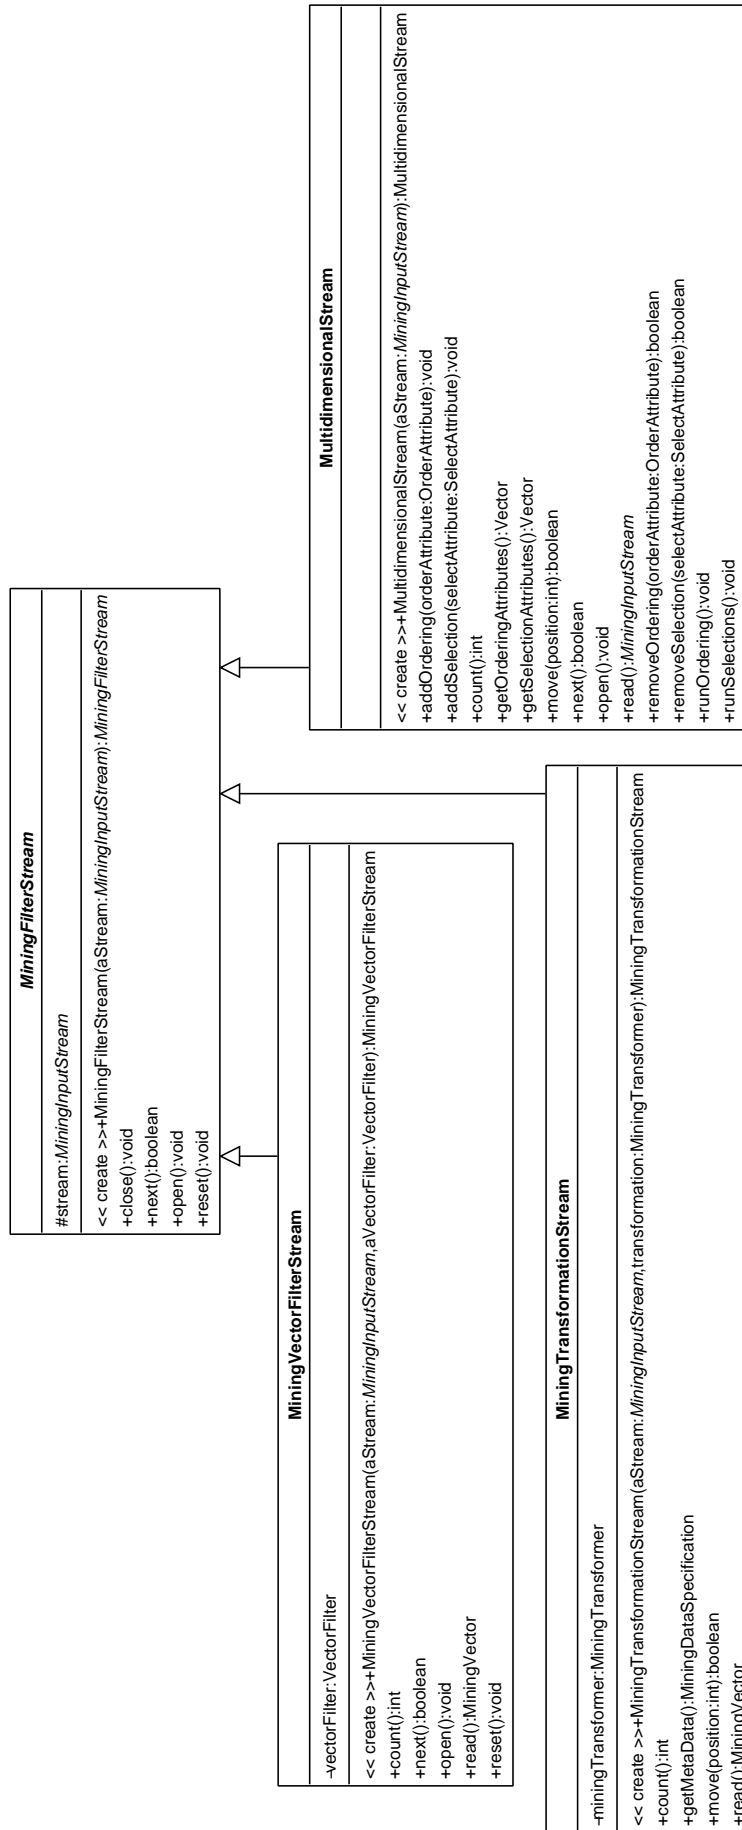 MiningFilterStream
#stream:MiningInputStream
<< create >>+MiningFilterStream(aStream:MiningInputStream):MiningFilterStream
+close():void
+next():boolean
+open():void
+reset():void
MiningVectorFilterStream
-vectorFilter:VectorFilter
<< create >>+MiningVectorFilterStream(aStream:MiningInputStream,aVectorFilter:VectorFilter):MiningVectorFilterStream
+count():int
+next():boolean
+open():void
+read():MiningVector
+reset():void
MultidimensionalStream
<< create >>+MultidimensionalStream(aStream:MiningInputStream):MultidimensionalStream
+addOrdering(orderAttribute:OrderAttribute):void
+addSelection(selectAttribute:SelectAttribute):void
+count():int
+getOrderingAttributes():Vector
+getSelectionAttributes():Vector
+move(position:int):boolean
+next():boolean
+open():void
+read():MiningInputStream
+removeOrdering(orderAttribute:OrderAttribute):boolean
+removeSelection(selectAttribute:SelectAttribute):boolean
+runOrdering():void
+runSelections():void
MiningTransformationStream
-miningTransformer:MiningTransformer
<< create >>+MiningTransformationStream(aStream:MiningInputStream,transformation:MiningTransformer):MiningTransformationStream
+count():int
+getMetaData():MiningDataSpecification
+move(position:int):boolean
+read():MiningVector